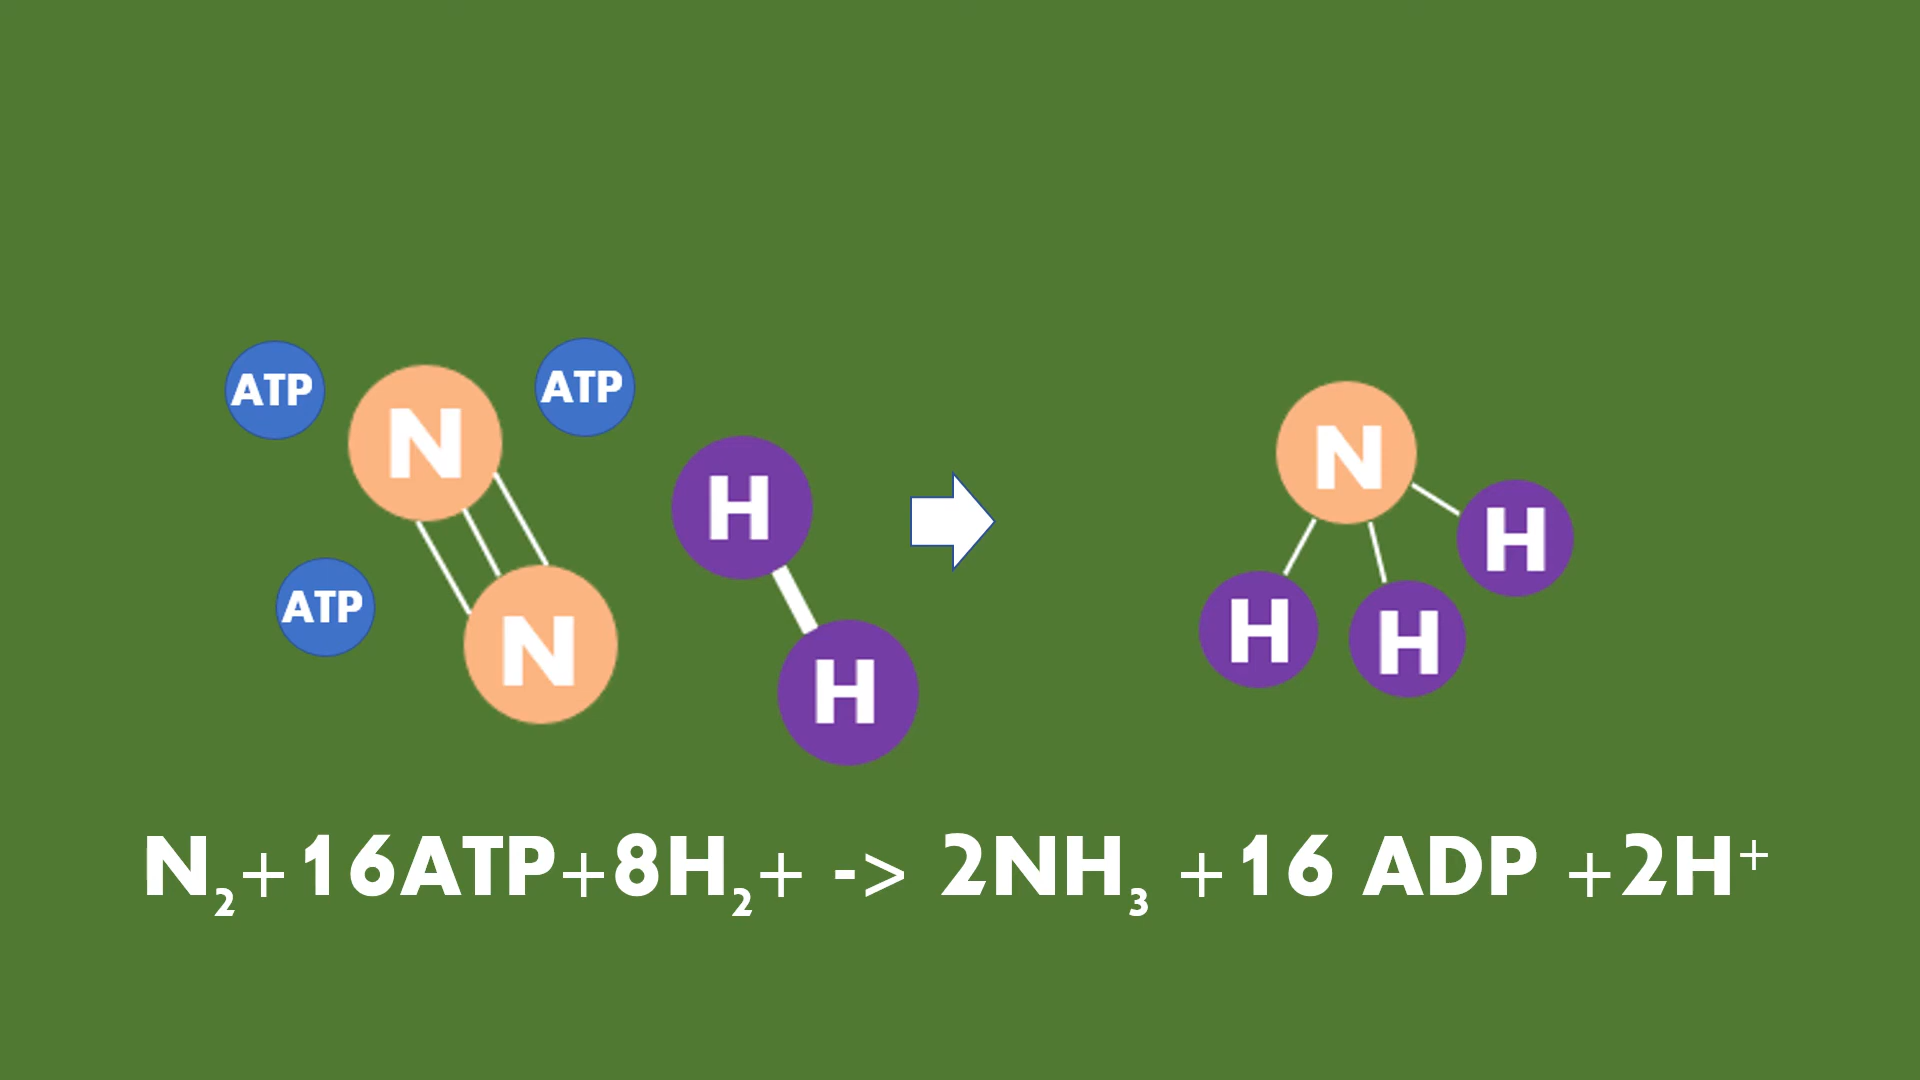 ATP
N
ATP
H
ATP
N
H
N
H
H
H
N₂+16ATP+8H₂+ -> 2NH₃ +16 ADP +2H⁺